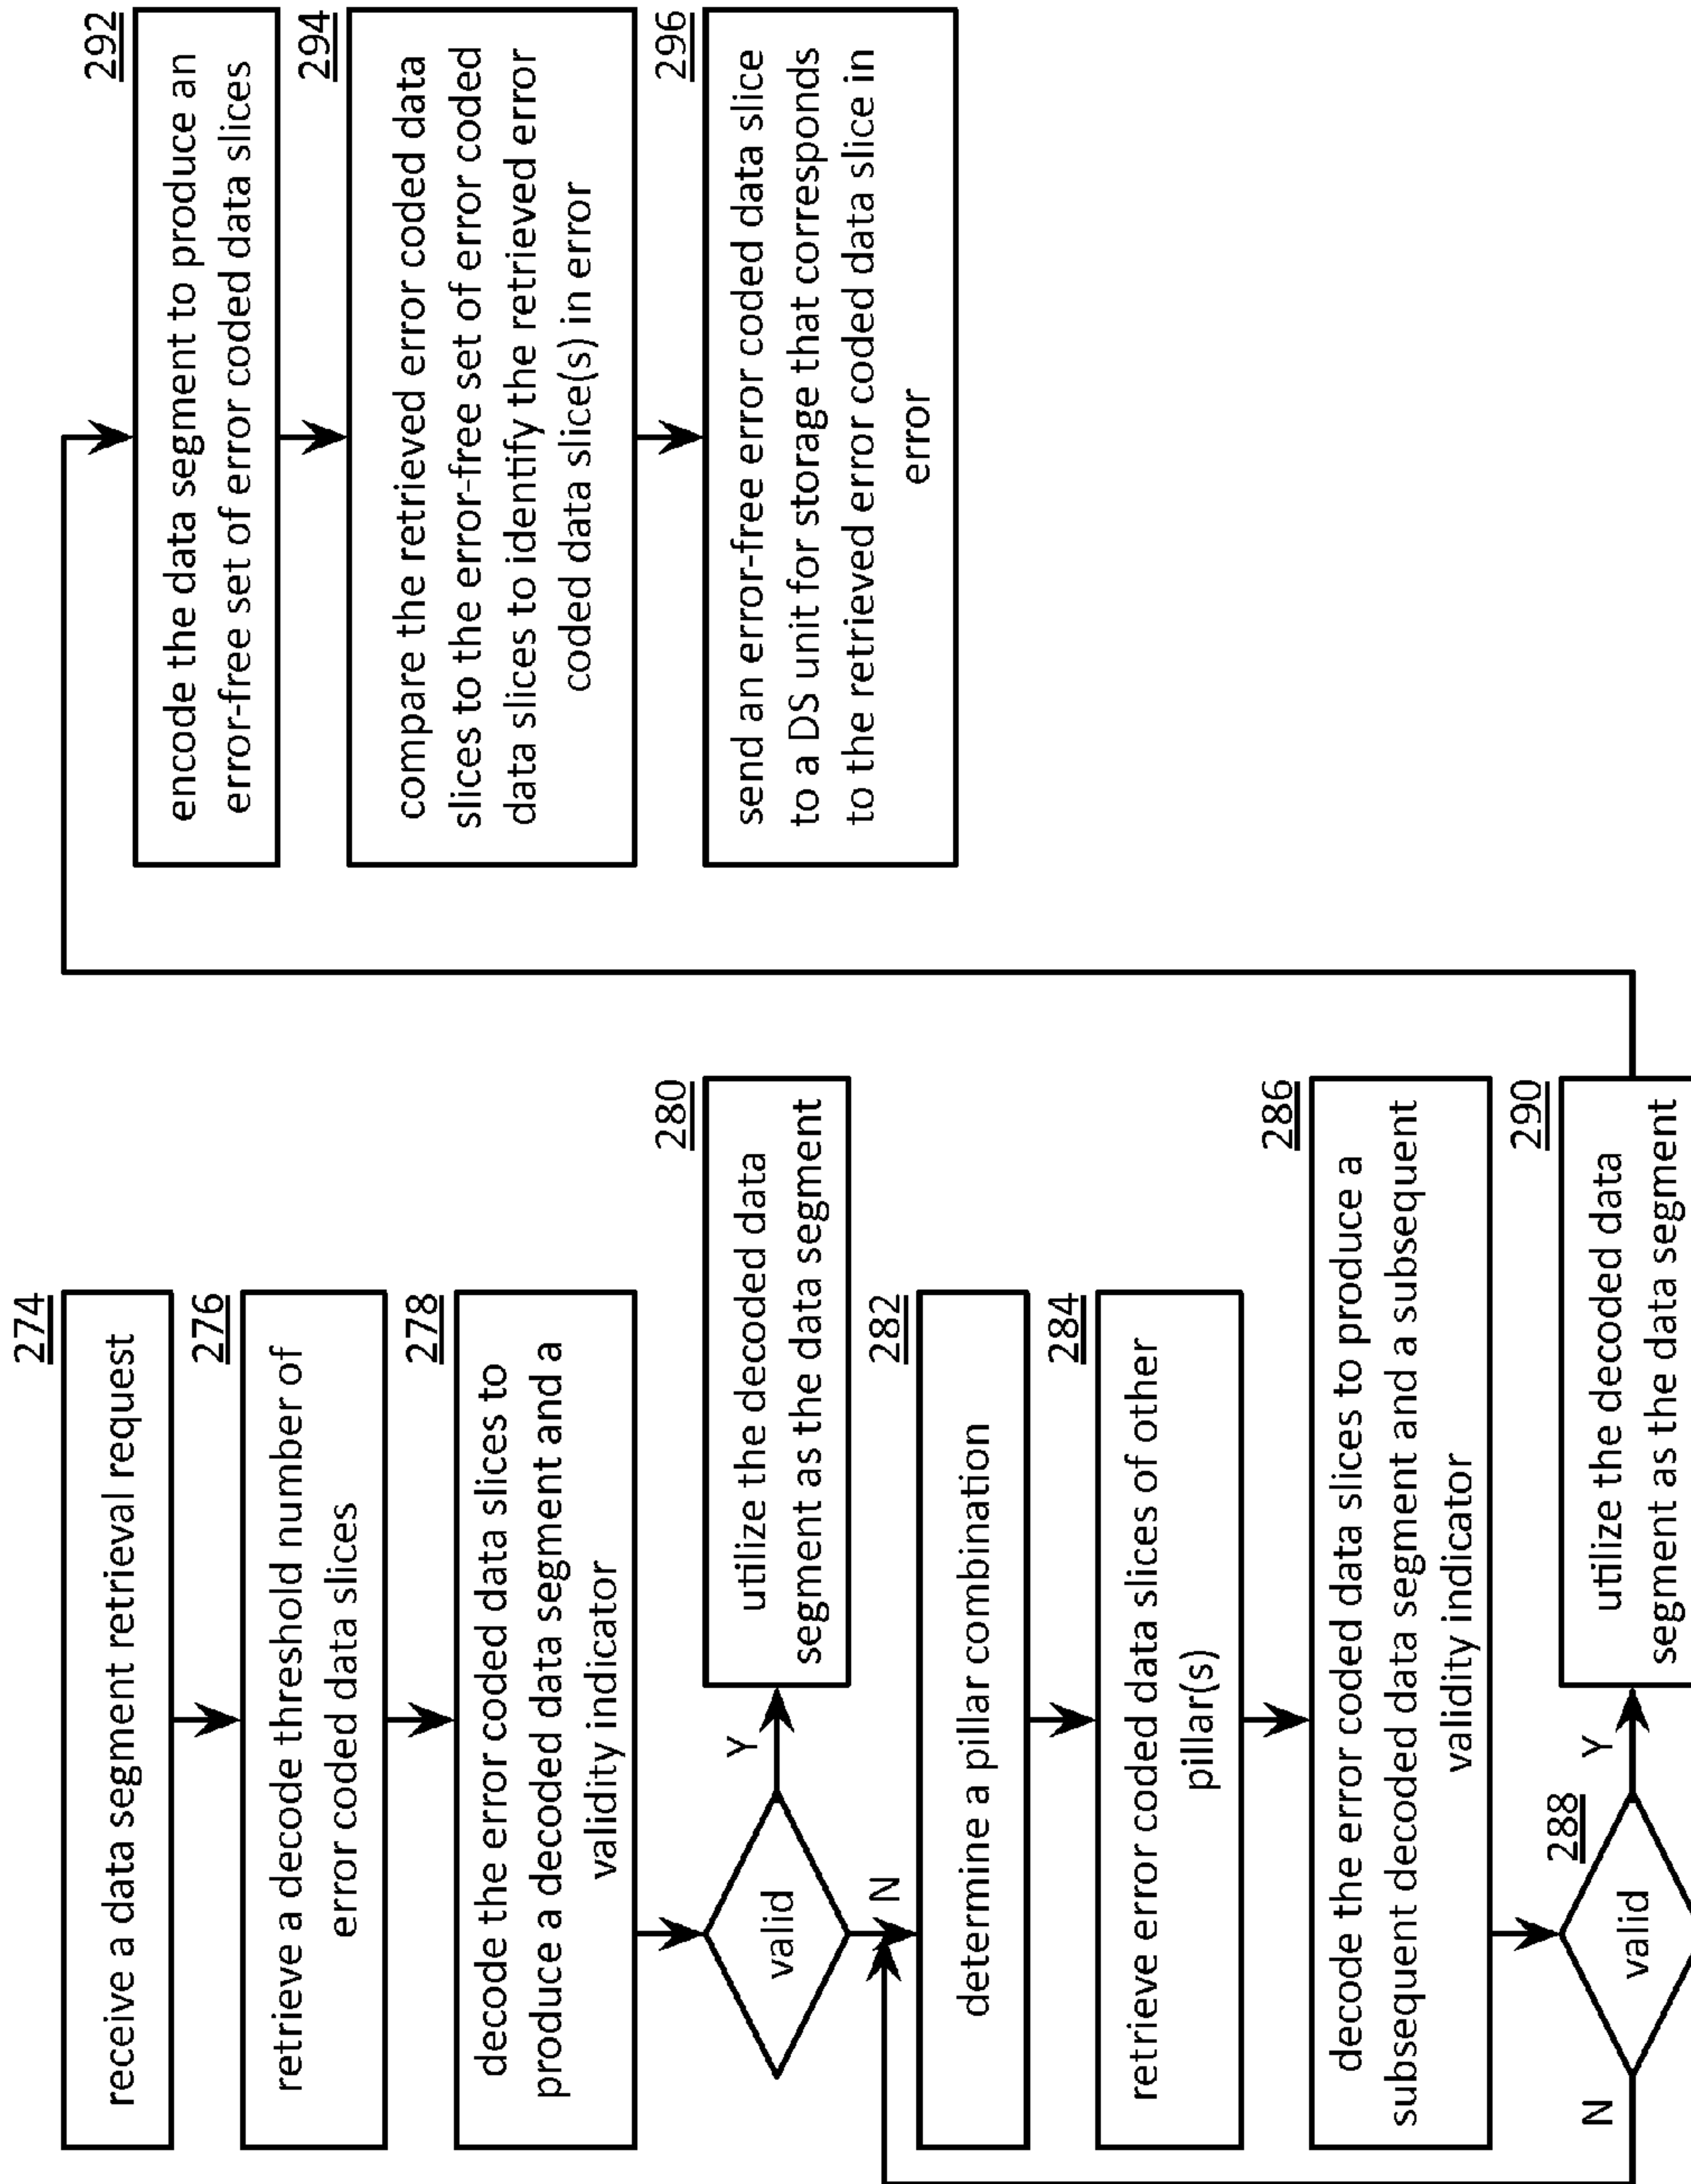 274
receive a data segment retrieval request
276
retrieve a decode threshold number of
error coded data slices
278
decode the error coded data slices to
produce a decoded data segment and a
validity indicator
valid
Y
N
280
utilize the decoded data
segment as the data segment
282
determine a pillar combination
284
retrieve error coded data slices of other
pillar(s)
286
decode the error coded data slices to produce a
subsequent decoded data segment and a subsequent
validity indicator
288
valid
Y
N
290
utilize the decoded data
segment as the data segment
292
encode the data segment to produce an
error-free set of error coded data slices
294
compare the retrieved error coded data
slices to the error-free set of error coded
data slices to identify the retrieved error
coded data slice(s) in error
296
send an error-free error coded data slice
to a DS unit for storage that corresponds
to the retrieved error coded data slice in
error